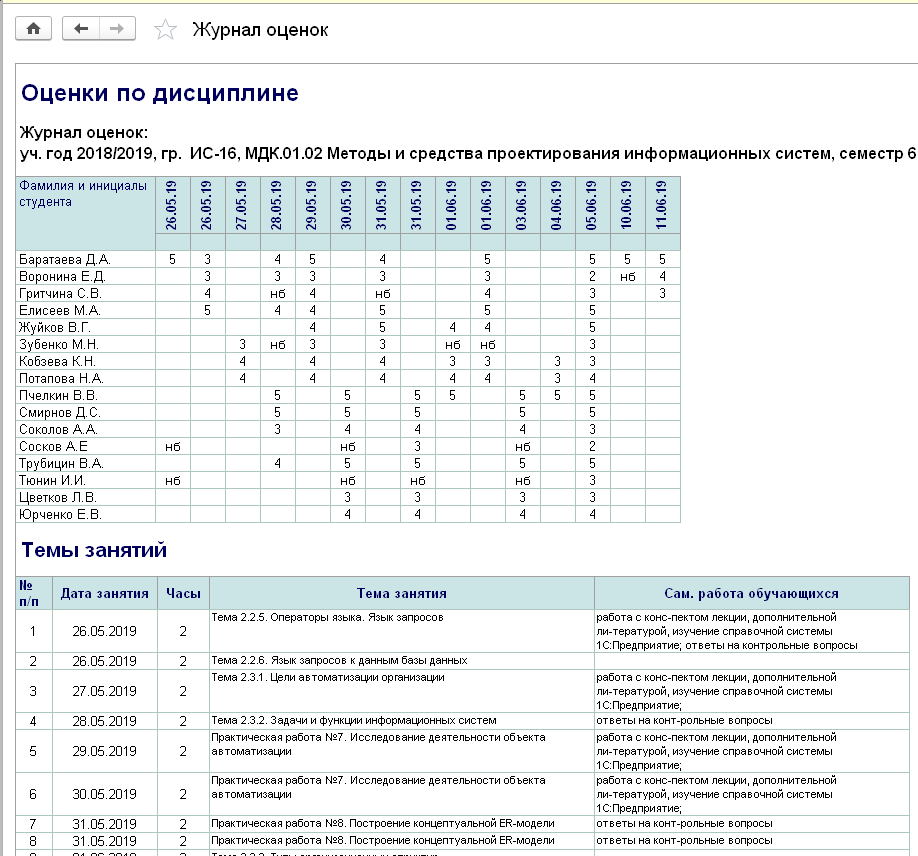 Журнал оценок
Оценки по дисциплине
Журнал оценок:
уч. год 2018/2019, гр. ИС-16, МДК.01.02 Методы и средства проектирования информационных систем, семестр 6
Фамилия и инициалы студента 26.05.19 26.05.19 27.05.19 28.05.19 29.05.19 30.05.19 31.05.19 31.05.19 01.06.19 01.06.19 03.06.19 04.06.19 05.06.19 10.06.19 11.06.19
Баратаева Д.А. 5 3 4 5 4 5 5 5 5
Воронина Е.Д. 3 3 3 3 3 2 нб 4
Гритчина С.В. 4 нб 4 нб 4 3 3
Елисеев М.А. 5 4 4 5 5 5
Жуйков В.Г. 4 5 4 4 5
Зубенко М.Н. 3 нб 3 3 нб нб 3
Кобзева К.Н. 4 4 4 3 3 3 3
Потапова Н.А. 4 4 4 4 4 3 4
Пчелкин В.В. 5 5 5 5 5 5 5
Смирнов Д.С. 5 5 5 5 5
Соколов А.А. 3 4 4 4 3
Сосков А.Е нб нб 3 нб 2
Трубицин В.А. 4 5 5 5 5
Тюнин И.И. нб нб нб нб 3
Цветков Л.В. 3 3 3 3
Юрченко Е.В. 4 4 4 4
Темы занятий
№ п/п Дата занятия Часы Тема занятия Сам. работа обучающихся
1 26.05.2019 2 Тема 2.2.5. Операторы языка. Язык запросов работа с конс-пектом лекции, дополнительной
ли-тературой, изучение справочной системы
1С:Предприятие; ответы на контрольные вопросы
2 26.05.2019 2 Тема 2.2.6. Язык запросов к данным базы данных
3 27.05.2019 2 Тема 2.3.1. Цели автоматизации организации работа с конс-пектом лекции, дополнительной
ли-тературой, изучение справочной системы
1С:Предприятие;
4 28.05.2019 2 Тема 2.3.2. Задачи и функции информационных систем ответы на конт-рольные вопросы
5 29.05.2019 2 Практическая работа №7. Исследование деятельности объекта
автоматизации работа с конс-пектом лекции, дополнительной
ли-тературой, изучение справочной системы
1С:Предприятие;
6 30.05.2019 2 Практическая работа №7. Исследование деятельности объекта
автоматизации работа с конс-пектом лекции, дополнительной
ли-тературой, изучение справочной системы
1С:Предприятие;
7 31.05.2019 2 Практическая работа №8. Построение концептуальной ER-модели ответы на конт-рольные вопросы
8 31.05.2019 2 Практическая работа №8. Построение концептуальной ER-модели ответы на конт-рольные вопросы